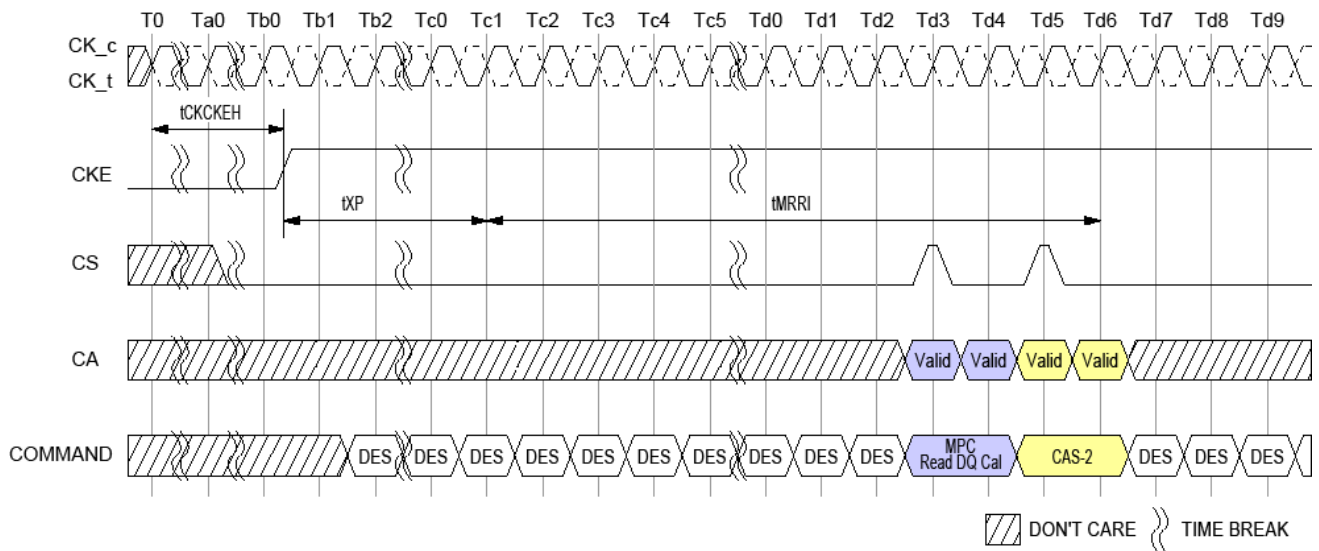 T0 Ta0 Tb0 Tb1 Tb2 Tc0 Tc1 Tc2 Tc3 Tc4 Tc5 Td0 Td1 Td2 Td3 Td4 Td5 Td6 Td7 Td8 Td9
CK_c
CK_t
tCKCKEH
CKE
tXP tMRRI
CS
CA Valid Valid Valid Valid
COMMAND DES DES DES DES DES DES DES DES DES DES MPC Read DQ Cal CAS-2 DES DES DES
DON'T CARE TIME BREAK